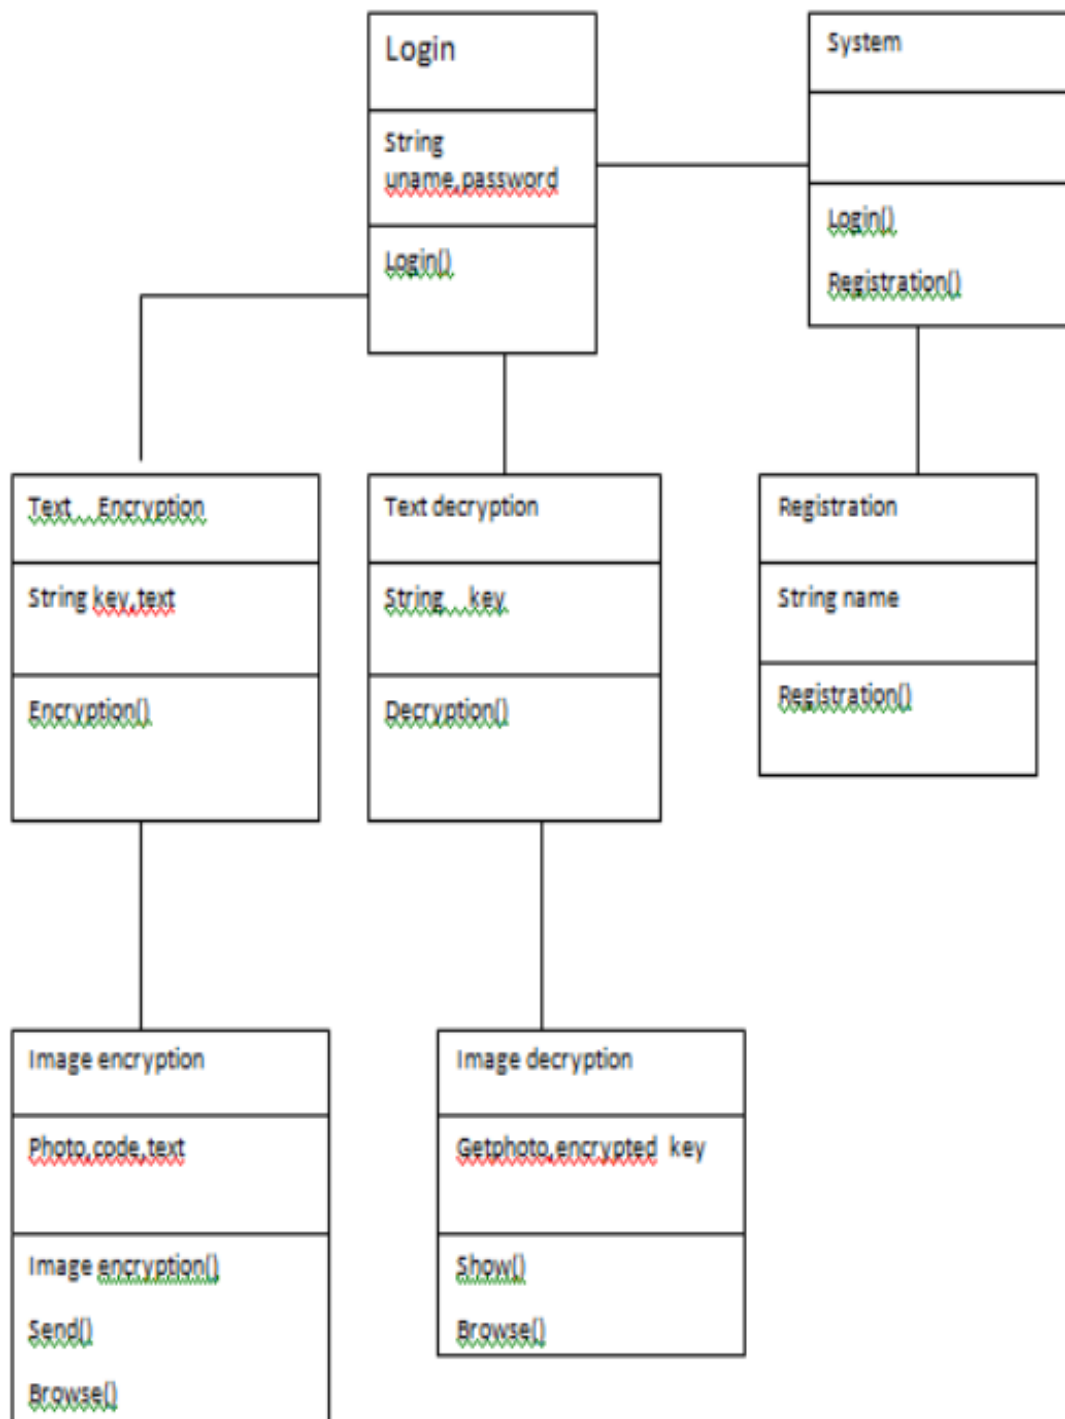 Login
String
uname,password
Login()
System
Login()
Registration()
Text Encryption
String key,text
Encryption()
Text decryption
String key
Decryption()
Registration
String name
Registration()
Image encryption
Photo,code,text
Image encryption()
Send()
Browse()
Image decryption
Getphoto,encrypted key
Show()
Browse()